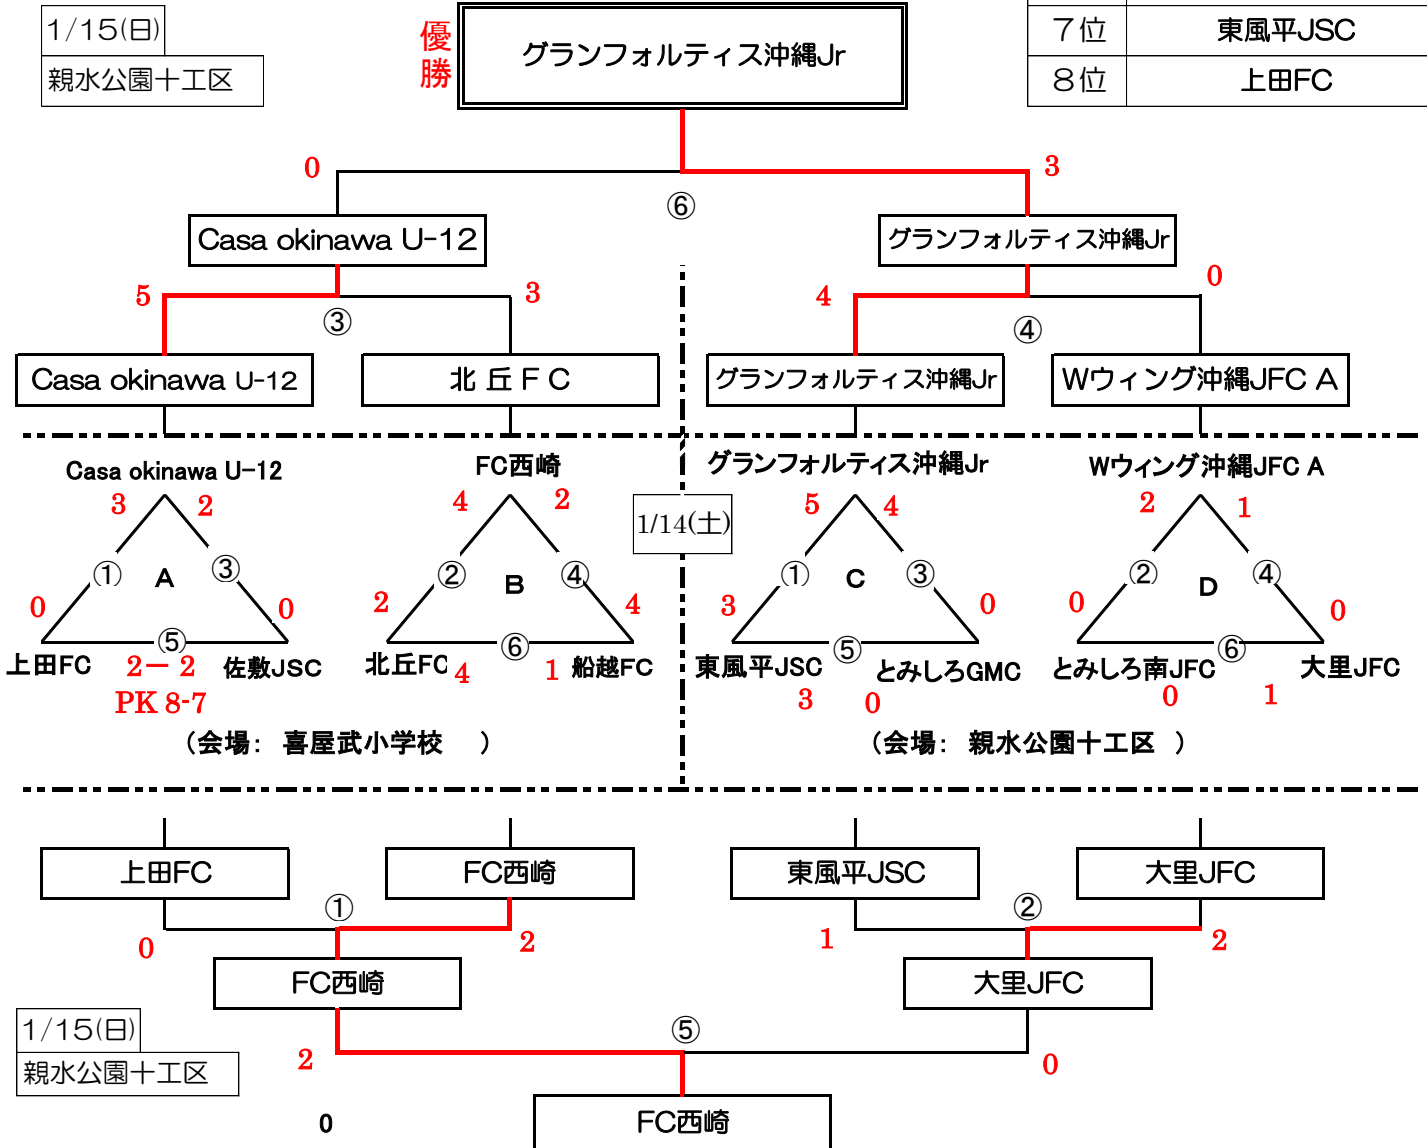 1/15(日)
親水公園十工区
優勝
グランフォルティス沖縄Jr
7位 東風平JSC
8位 上田FC
0 3
⑥
Casa okinawa U-12 グランフォルティス沖縄Jr
5 3 4 0
③ ④
Casa okinawa U-12 北丘FC グランフォルティス沖縄Jr Wウィング沖縄JFC A
Casa okinawa U-12 FC西崎 グランフォルティス沖縄Jr Wウィング沖縄JFC A
3 2 4 2 5 4 2 1
1/14(土)
① A ③ ② B ④ ① C ③ ② D ④
0 0 2 4 3 0 0 0
⑤ ⑥ ⑤ ⑥
上田FC 2－2 佐敷JSC 北丘FC 4 1 船越FC 東風平JSC とみしろGMC とみしろ南JFC 大里JFC
PK 8-7 3 0 0 1
（会場： 喜屋武小学校 ） （会場： 親水公園十工区 ）
上田FC FC西崎 東風平JSC 大里JFC
① ②
0 2 1 2
FC西崎 大里JFC
1/15(日)
親水公園十工区
⑤
2 0
0 FC西崎